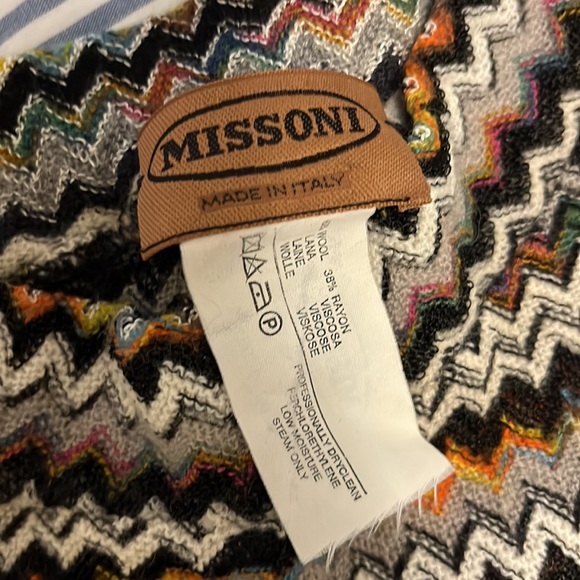 MISSONI
MADE IN ITALY
WOOL 38% RAYON
LANA VISCOSA
LAINE VISCOSE
WOLLE VISKOSE
P
PROFESSIONALLY DRYCLEAN
PERCHLORETHYLENE
LOW MOISTURE
STEAM ONLY